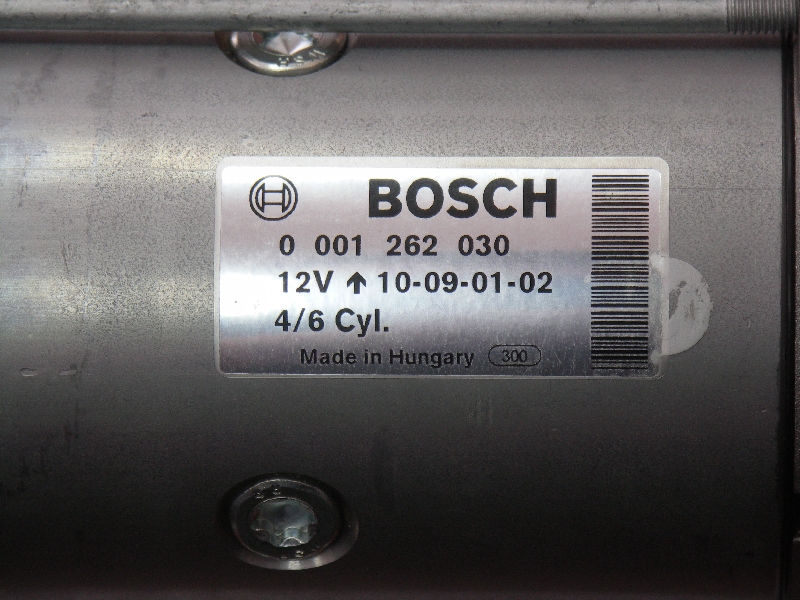 BOSCH
0 001 262 030
12V ↑ 10-09-01-02
4/6 Cyl.
Made in Hungary 300